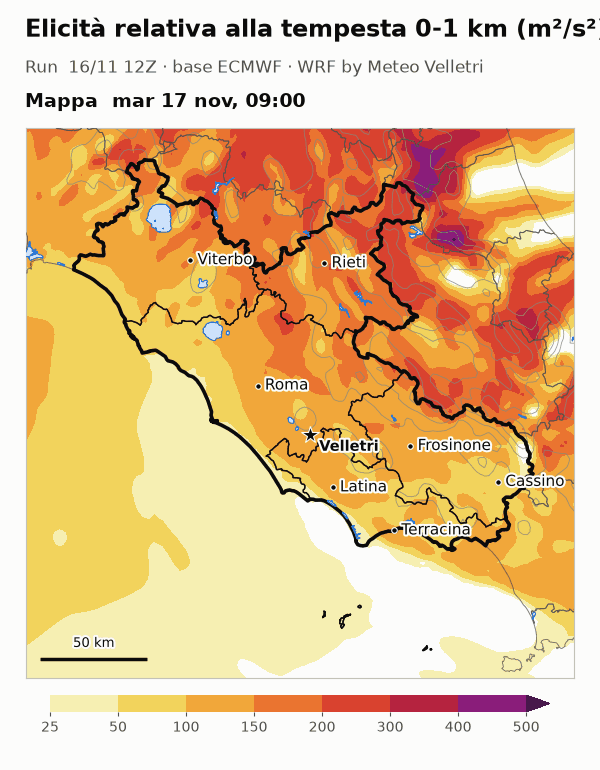 Elicità relativa alla tempesta 0-1 km (m²/s²)
Run 16/11 12Z · base ECMWF · WRF by Meteo Velletri
Mappa mar 17 nov, 09:00
Viterbo
Rieti
Roma
Velletri
Frosinone
Cassino
Latina
Terracina
50 km
25 50 100 150 200 300 400 500